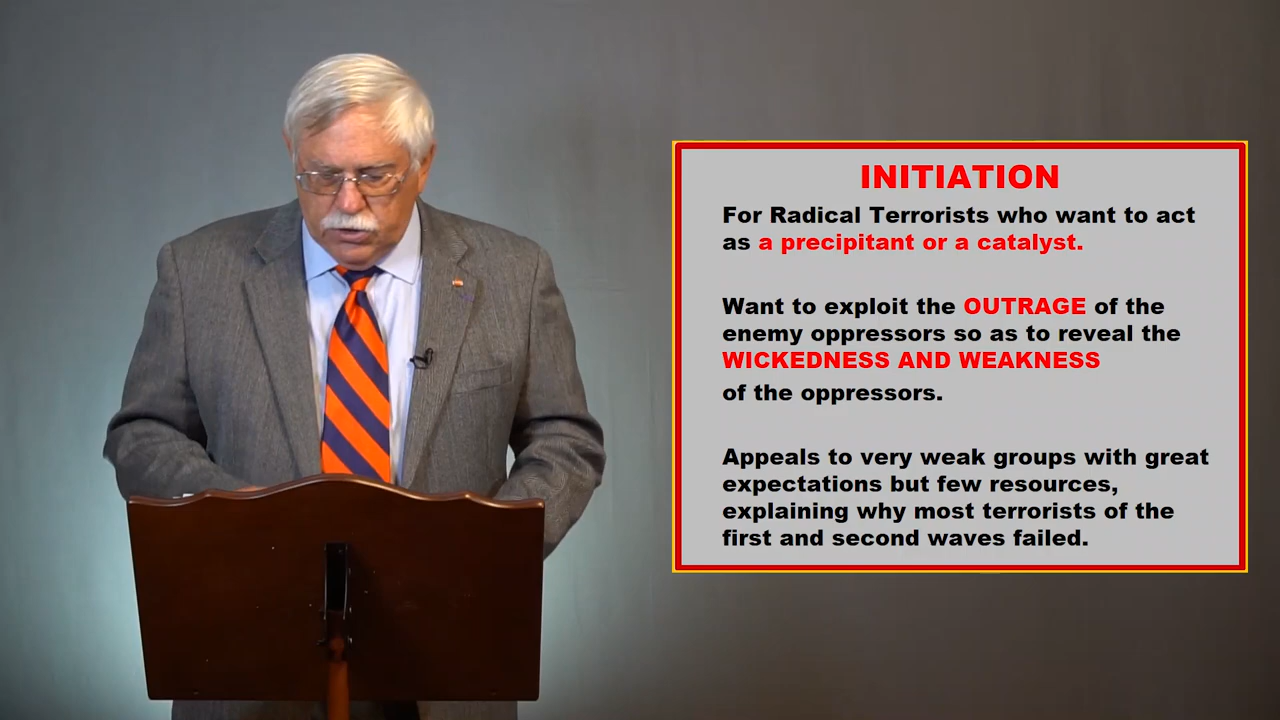 INITIATION
For Radical Terrorists who want to act
as a precipitant or a catalyst.
Want to exploit the OUTRAGE of the
enemy oppressors so as to reveal the
WICKEDNESS AND WEAKNESS
of the oppressors.
Appeals to very weak groups with great
expectations but few resources,
explaining why most terrorists of the
first and second waves failed.